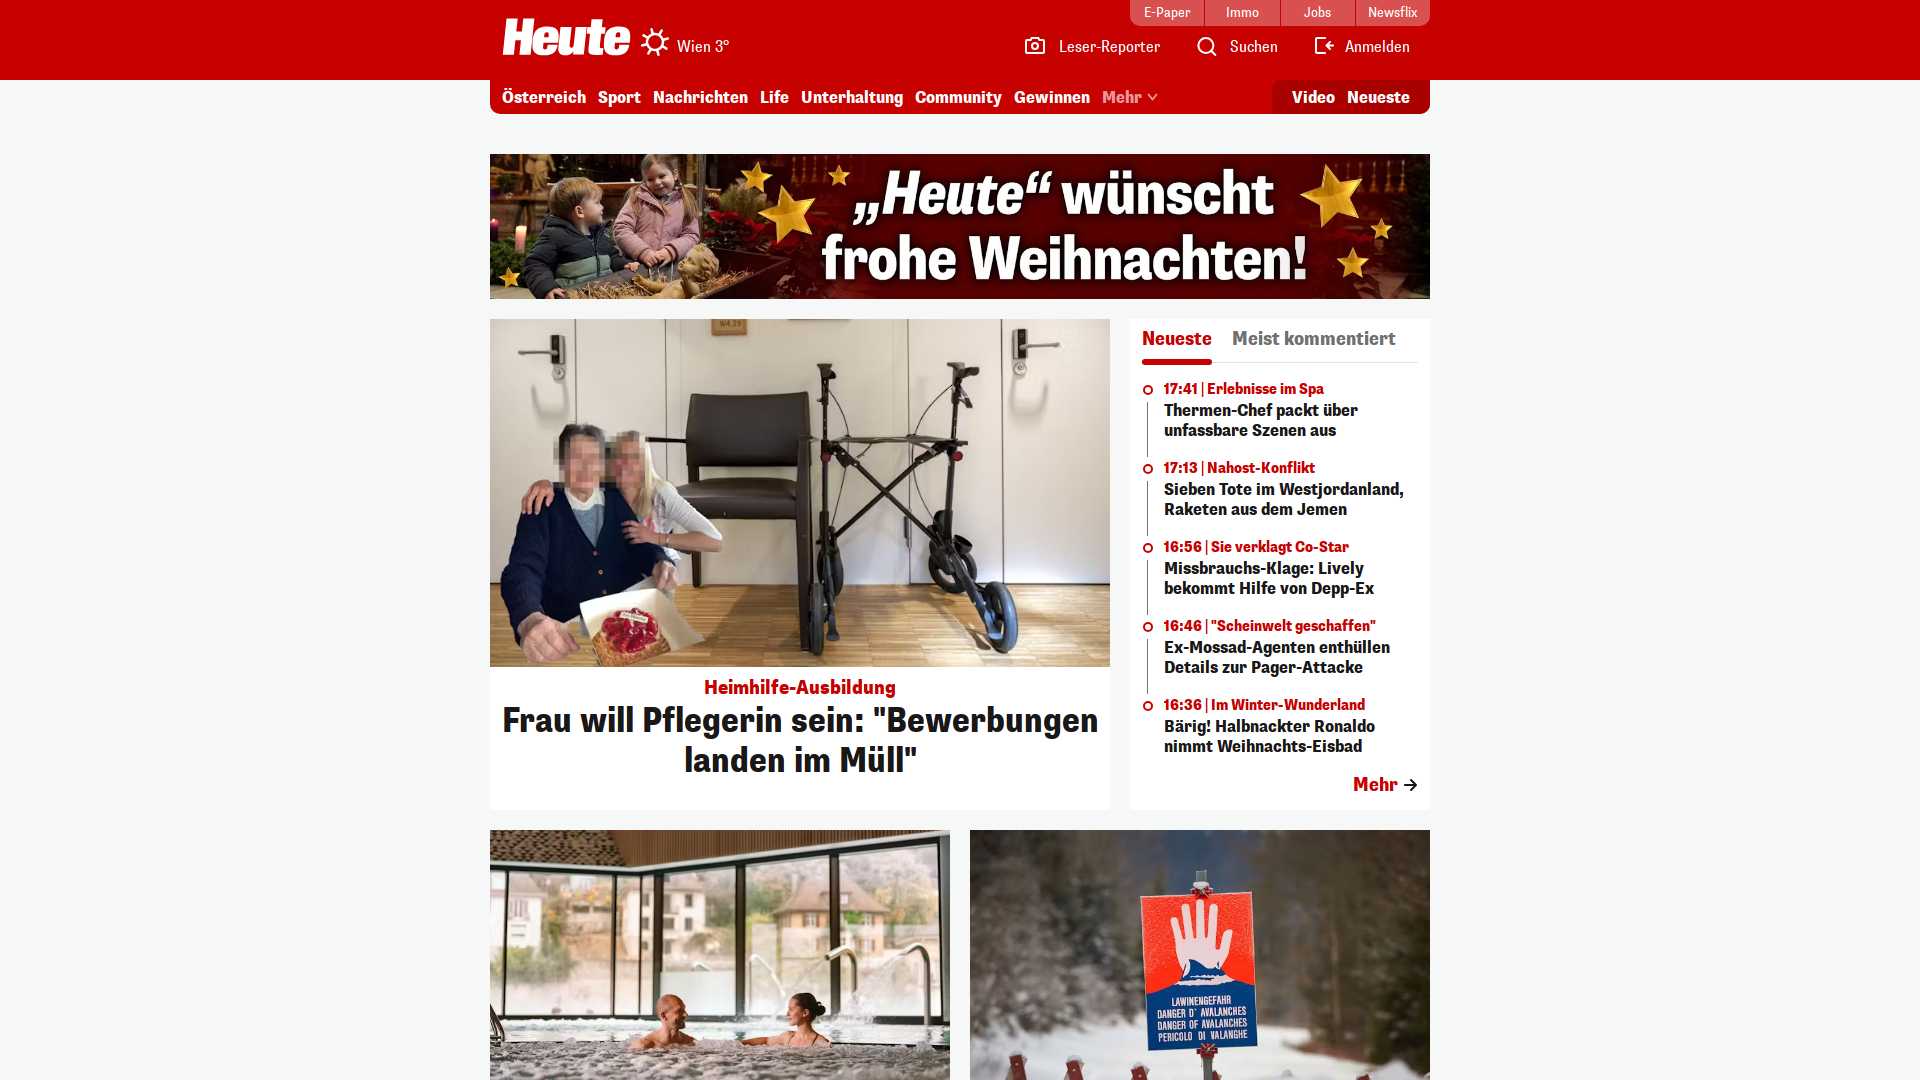 E-Paper
Immo
Jobs
Newsflix
Heute
Wien 3°
Leser-Reporter
Suchen
Anmelden
Österreich
Sport
Nachrichten
Life
Unterhaltung
Community
Gewinnen
Mehr
Video
Neueste
„Heute“ wünscht
frohe Weihnachten!
Heimhilfe-Ausbildung
Frau will Pflegerin sein: "Bewerbungen
landen im Müll"
Neueste
Meist kommentiert
17:41 | Erlebnisse im Spa
Thermen-Chef packt über
unfassbare Szenen aus
17:13 | Nahost-Konflikt
Sieben Tote im Westjordanland,
Raketen aus dem Jemen
16:56 | Sie verklagt Co-Star
Missbrauchs-Klage: Lively
bekommt Hilfe von Depp-Ex
16:46 | "Scheinwelt geschaffen"
Ex-Mossad-Agenten enthüllen
Details zur Pager-Attacke
16:36 | Im Winter-Wunderland
Bärig! Halbnackter Ronaldo
nimmt Weihnachts-Eisbad
Mehr
LAWINENGEFAHR
DANGER D' AVALANCHES
DANGER OF AVALANCHES
PERICOLO DI VALANGHE